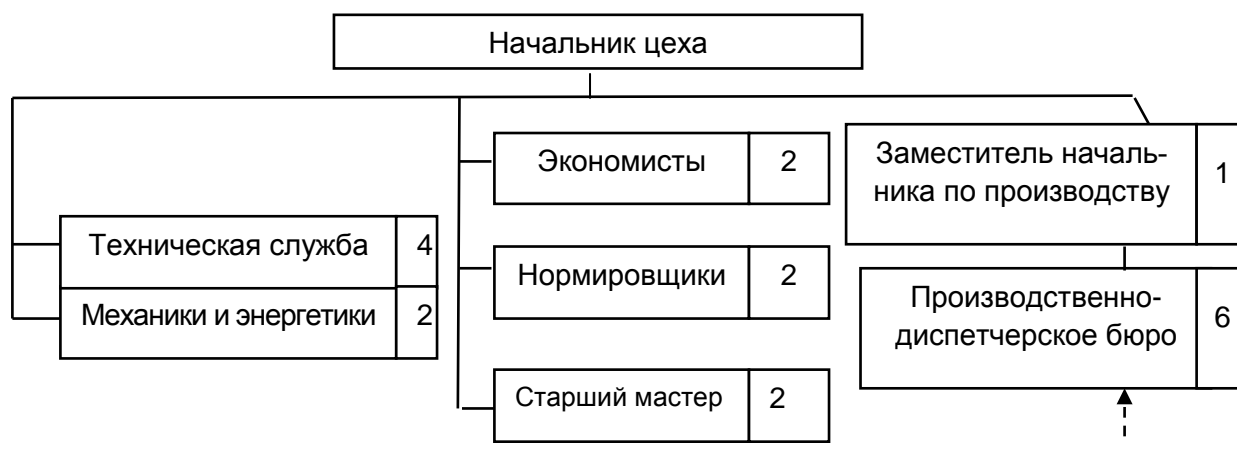 Начальник цеха
Экономисты 2
Заместитель началь-
ника по производству
1
Техническая служба 4
Нормировщики 2
Механики и энергетики 2
Производственно-
диспетчерское бюро
6
Старший мастер 2